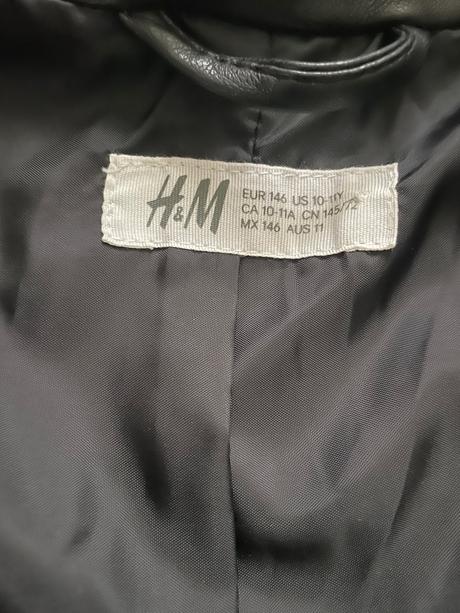 H&M
EUR 146 US 10-11Y
CA 10-11A CN 145/72
MX 146 AUS 11